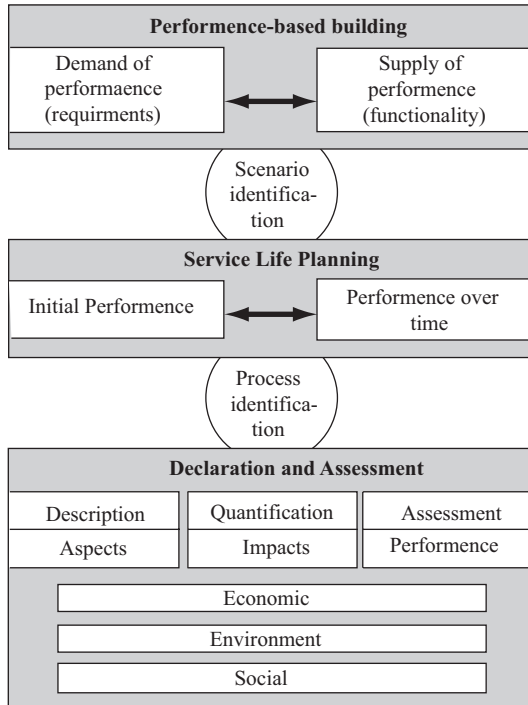 Performence-based building
Demand of
performaence
(requirments)
Supply of
performence
(functionality)
Scenario
identifica-
tion
Service Life Planning
Initial Performence
Performence over
time
Process
identifica-
tion
Declaration and Assessment
Description
Quantification
Assessment
Aspects
Impacts
Performence
Economic
Environment
Social